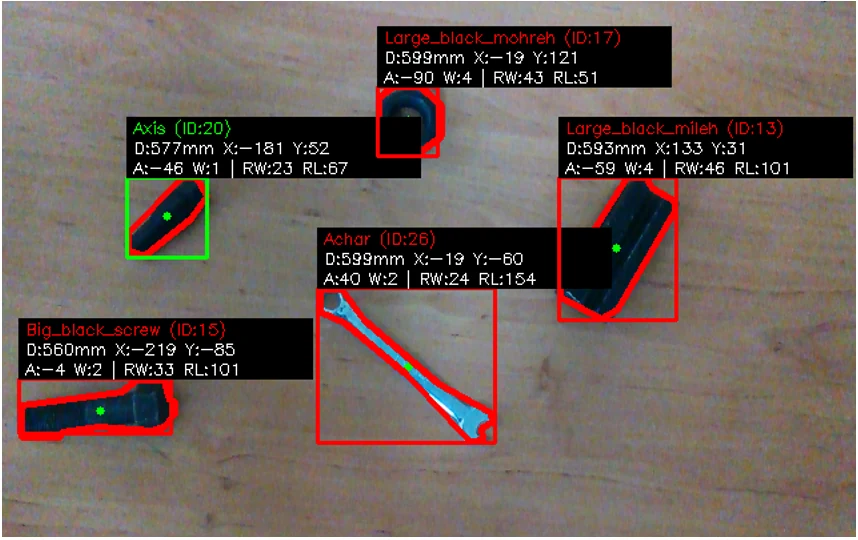 Large_black_mohreh (ID:17)
D:599mm X:-19 Y:121
A:-90 W:4 | RW:43 RL:51
Axis (ID:20)
D:577mm X:-181 Y:52
A:-46 W:1 | RW:23 RL:67
Large_black_mileh (ID:13)
D:593mm X:133 Y:31
A:-59 W:4 | RW:46 RL:101
Achar (ID:26)
D:599mm X:-19 Y:-60
A:40 W:2 | RW:24 RL:154
Big_black_screw (ID:15)
D:560mm X:-219 Y:-85
A:-4 W:2 | RW:33 RL:101